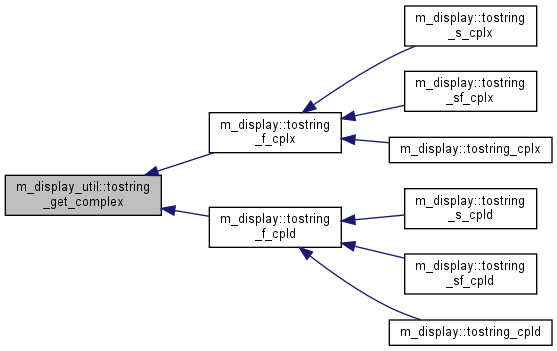 m_display::tostring
_s_cplx
m_display::tostring
_sf_cplx
m_display::tostring
_f_cplx
m_display::tostring_cplx
m_display_util::tostring
_get_complex
m_display::tostring
_s_cpld
m_display::tostring
_f_cpld
m_display::tostring
_sf_cpld
m_display::tostring_cpld